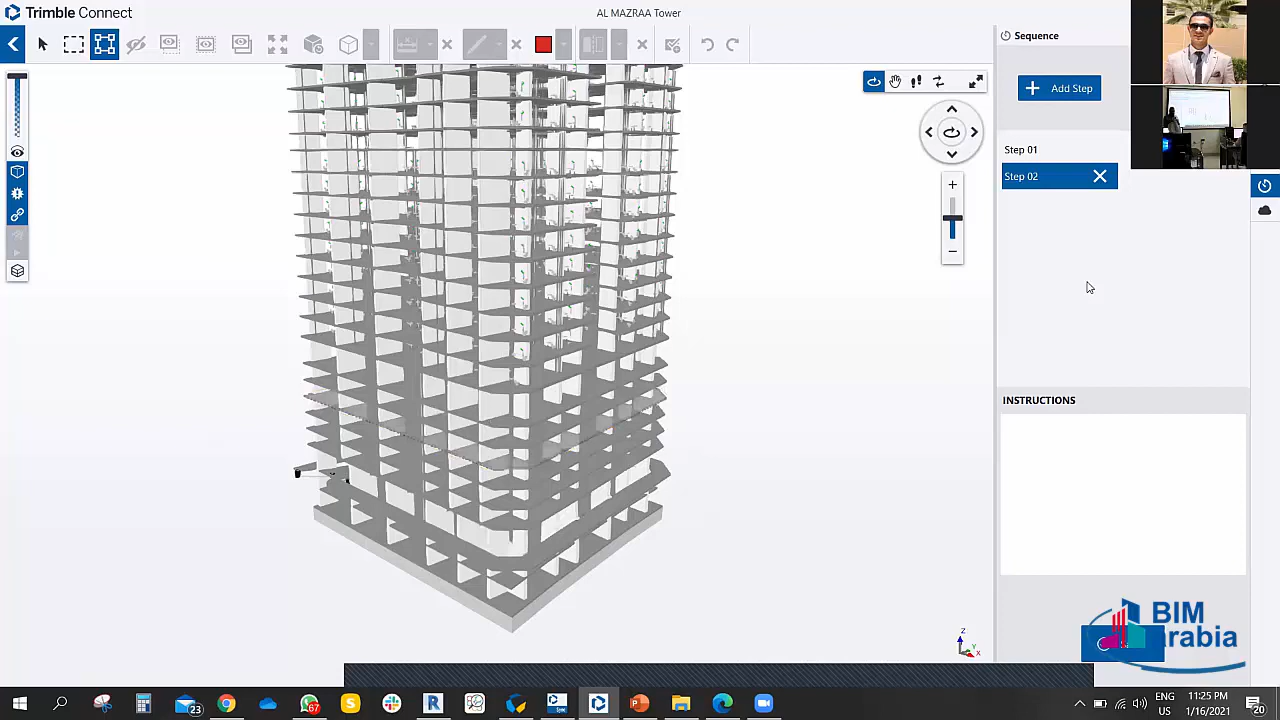 Trimble Connect
AL MAZRAA Tower
Sequence
Add Step
Step 01
Step 02
INSTRUCTIONS
Z
Y
X
BIM
arabia
23
67
ENG
US
11:25 PM
1/16/2021
20